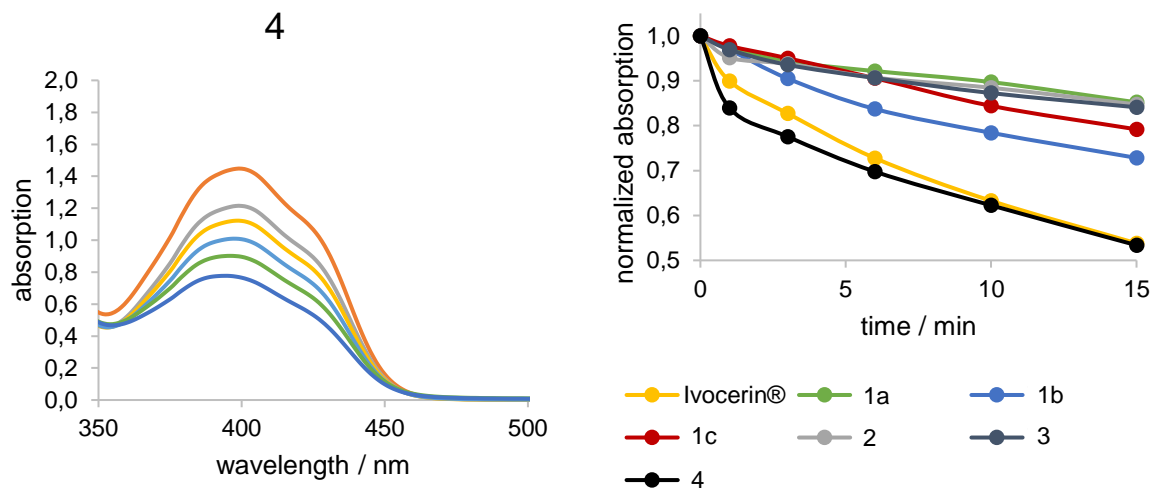 4
absorption
2,0
1,8
1,6
1,4
1,2
1,0
0,8
0,6
0,4
0,2
0,0
350 400 450 500
wavelength / nm
normalized absorption
1,0
0,9
0,8
0,7
0,6
0,5
0 5 10 15
time / min
Ivocerin® 1a 1b
1c 2 3
4